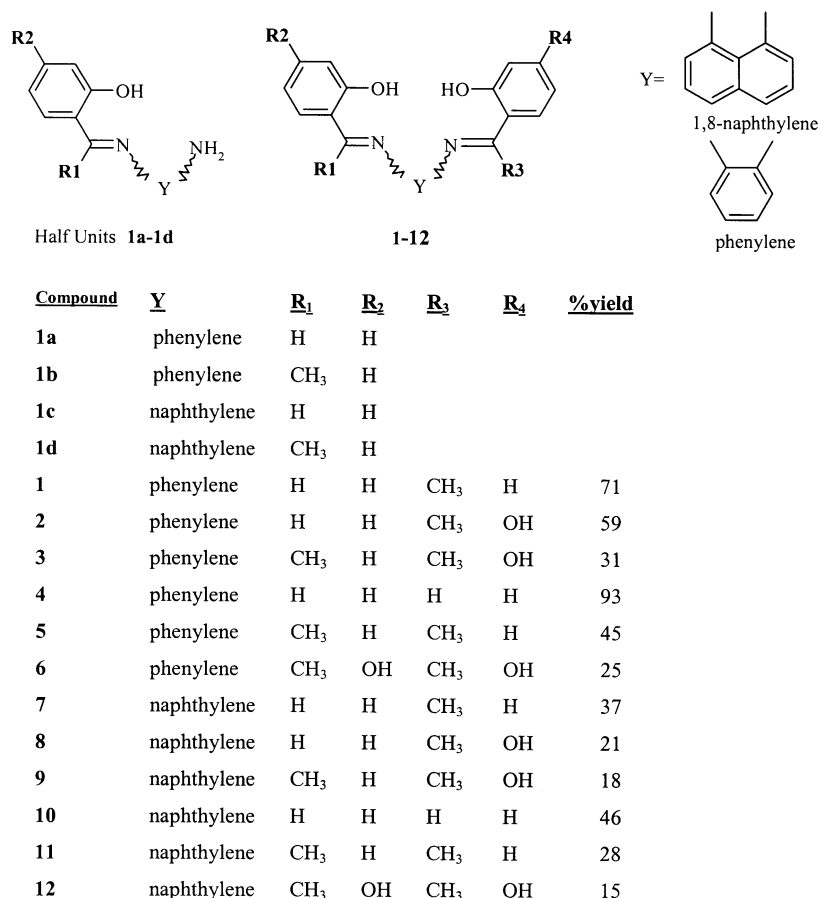 R2 R2 R4
OH OH HO
N NH₂ N N
R1 R1 R3
Y Y
Y=
1,8-naphthylene
phenylene
Half Units 1a-1d 1-12
Compound Y R₁ R₂ R₃ R₄ %yield
1a phenylene H H
1b phenylene CH₃ H
1c naphthylene H H
1d naphthylene CH₃ H
1 phenylene H H CH₃ H 71
2 phenylene H H CH₃ OH 59
3 phenylene CH₃ H CH₃ OH 31
4 phenylene H H H H 93
5 phenylene CH₃ H CH₃ H 45
6 phenylene CH₃ OH CH₃ OH 25
7 naphthylene H H CH₃ H 37
8 naphthylene H H CH₃ OH 21
9 naphthylene CH₃ H CH₃ OH 18
10 naphthylene H H H H 46
11 naphthylene CH₃ H CH₃ H 28
12 naphthylene CH₃ OH CH₃ OH 15